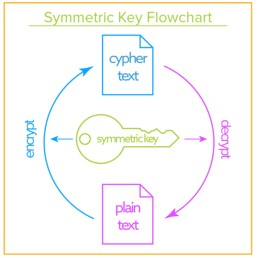 Symmetric Key Flowchart
cypher
text
encrypt
symmetric key
decrypt
plain
text